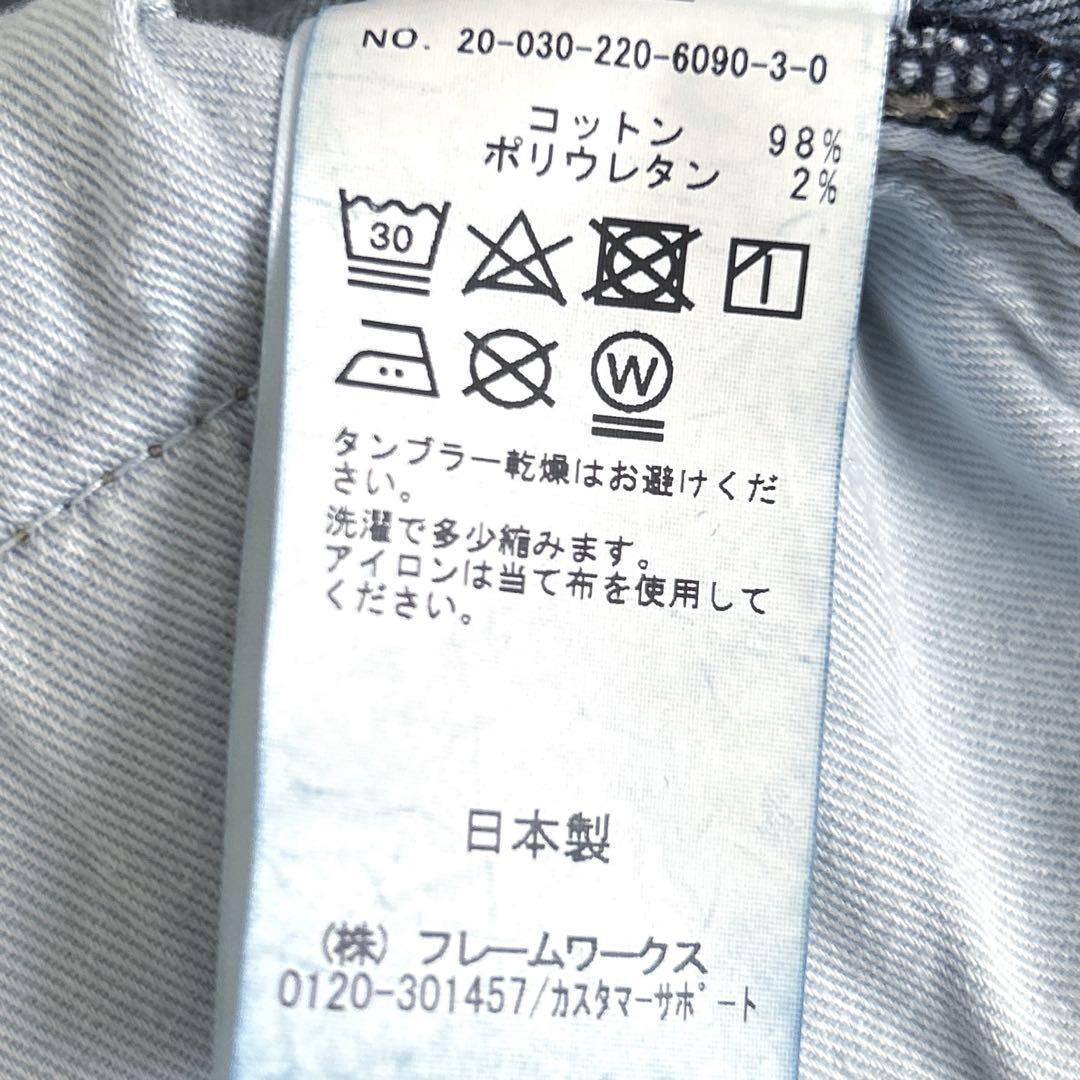 NO. 20-030-220-6090-3-0
コットン 98%
ポリウレタン 2%
30
W
タンブラー乾燥はお避けくだ
さい。
洗濯で多少縮みます。
アイロンは当て布を使用して
ください。
日本製
(株) フレームワークス
0120-301457/カスタマーサポート